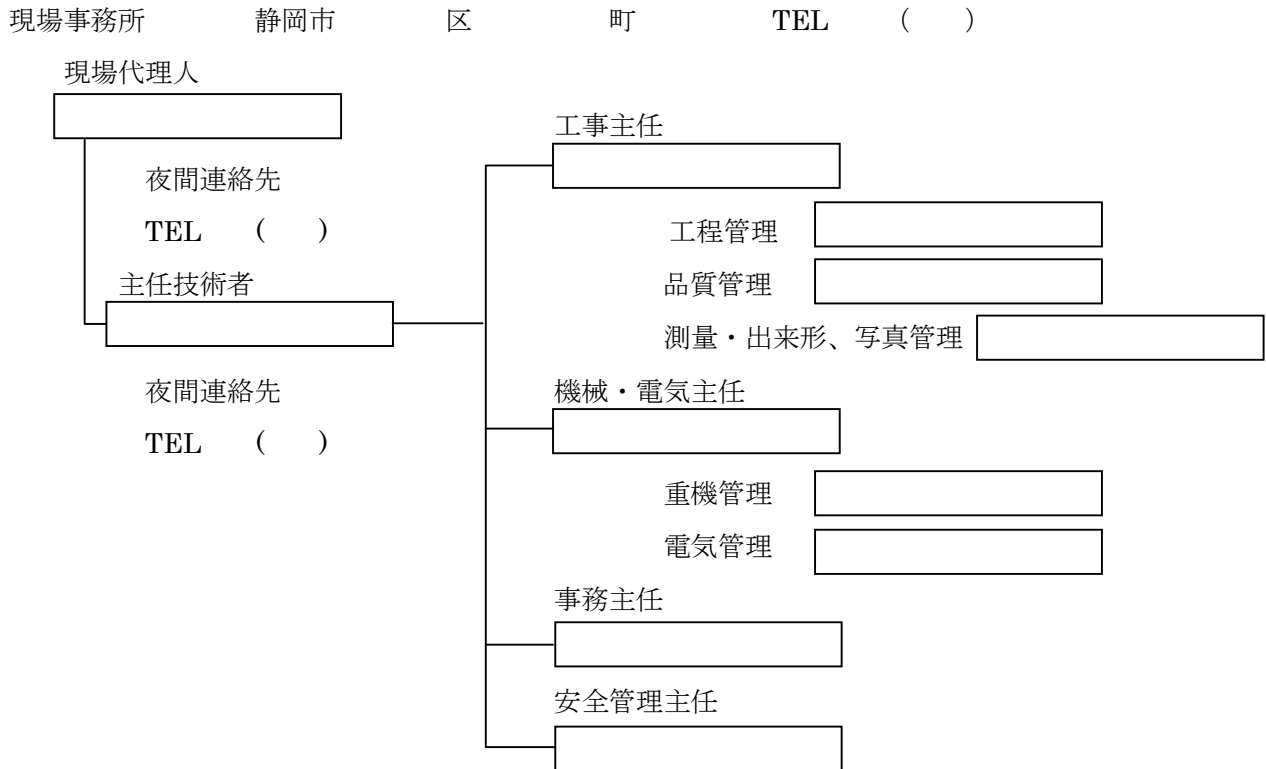 現場事務所 静岡市 区 町 TEL ( )
現場代理人
夜間連絡先
TEL ( )
主任技術者
夜間連絡先
TEL ( )
工事主任
工程管理
品質管理
測量・出来形、写真管理
機械・電気主任
重機管理
電気管理
事務主任
安全管理主任